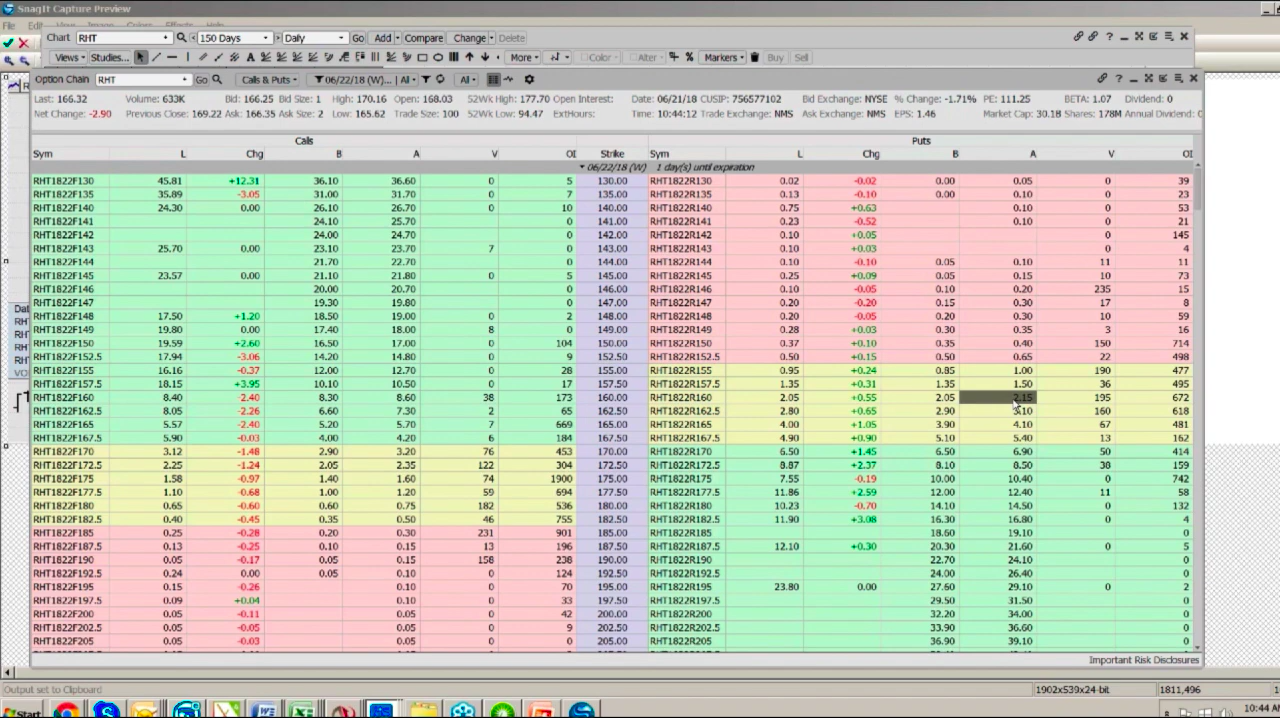 SnagIt Capture Preview
File Edit View Image Colors Effects Help
Chart RHT 150 Days Daily Go Add Compare Change Delete
Views Studies... A More Color Alter Markers Buy Sell
Option Chain RHT Go Calls & Puts 06/22/18 (W)... All All
Last: 166.32 Volume: 633K Bid: 166.25 Bid Size: 1 High: 170.16 Open: 168.03 52Wk High: 177.70 Open Interest: Date: 06/21/18 CUSIP: 756577102 Bid Exchange: NYSE % Change: -1.71% PE: 111.25 BETA: 1.07 Dividend: 0
Net Change: -2.90 Previous Close: 169.22 Ask: 166.35 Ask Size: 2 Low: 165.62 Trade Size: 100 52Wk Low: 94.47 ExtHours: Time: 10:44:12 Trade Exchange: NMS Ask Exchange: NMS EPS: 1.46 Market Cap: 30.18 Shares: 178M Annual Dividend: 0
Calls Puts
Sym L Chg B A V OI Strike Sym L Chg B A V OI
06/22/18 (W) 1 day(s) until expiration
RHT1822F130 45.81 +12.31 36.10 36.60 0 5 130.00 RHT1822R130 0.02 -0.02 0.00 0.05 0 39
RHT1822F135 35.89 -3.05 31.00 31.70 0 7 135.00 RHT1822R135 0.13 -0.10 0.00 0.10 0 23
RHT1822F140 24.30 0.00 26.10 26.70 0 10 140.00 RHT1822R140 0.75 +0.63 0.10 0 53
RHT1822F141 24.10 25.70 0 141.00 RHT1822R141 0.23 -0.52 0.10 0 21
RHT1822F142 24.00 24.70 0 142.00 RHT1822R142 0.10 +0.05 0 145
RHT1822F143 25.70 0.00 23.10 23.70 7 0 143.00 RHT1822R143 0.10 +0.03 0 4
RHT1822F144 21.70 22.70 0 144.00 RHT1822R144 0.10 -0.10 0.05 0.10 11 11
RHT1822F145 23.57 0.00 21.10 21.80 0 5 145.00 RHT1822R145 0.25 +0.09 0.05 0.15 10 73
RHT1822F146 20.00 20.70 0 146.00 RHT1822R146 0.10 -0.05 0.10 0.20 235 15
RHT1822F147 19.30 19.80 0 147.00 RHT1822R147 0.20 -0.20 0.15 0.30 17 8
RHT1822F148 17.50 +1.20 18.50 19.00 0 2 148.00 RHT1822R148 0.20 -0.05 0.20 0.30 10 59
RHT1822F149 19.80 0.00 17.40 18.00 8 0 149.00 RHT1822R149 0.28 +0.03 0.30 0.35 3 16
RHT1822F150 19.59 +2.60 16.50 17.00 0 104 150.00 RHT1822R150 0.37 +0.10 0.35 0.40 150 714
RHT1822F152.5 17.94 -3.06 14.20 14.80 0 9 152.50 RHT1822R152.5 0.50 +0.15 0.50 0.65 22 498
RHT1822F155 16.16 -0.37 12.00 12.70 0 28 155.00 RHT1822R155 0.95 +0.24 0.85 1.00 190 477
RHT1822F157.5 18.15 +3.95 10.10 10.50 0 17 157.50 RHT1822R157.5 1.35 +0.31 1.35 1.50 36 495
RHT1822F160 8.40 -2.40 8.30 8.60 38 173 160.00 RHT1822R160 2.05 +0.55 2.05 2.15 195 672
RHT1822F162.5 8.05 -2.26 6.60 7.30 2 65 162.50 RHT1822R162.5 2.80 +0.65 2.90 3.10 160 618
RHT1822F165 5.57 -2.40 5.20 5.70 7 669 165.00 RHT1822R165 4.00 +1.05 3.90 4.10 67 481
RHT1822F167.5 5.90 -0.03 4.00 4.20 6 184 167.50 RHT1822R167.5 4.90 +0.90 5.10 5.40 13 162
RHT1822F170 3.12 -1.48 2.90 3.20 76 453 170.00 RHT1822R170 6.50 +1.45 6.50 6.90 50 414
RHT1822F172.5 2.25 -1.24 2.05 2.35 122 304 172.50 RHT1822R172.5 8.87 +2.37 8.10 8.50 38 159
RHT1822F175 1.58 -0.97 1.40 1.60 74 1900 175.00 RHT1822R175 7.55 -0.19 10.00 10.40 0 742
RHT1822F177.5 1.10 -0.68 1.00 1.20 59 694 177.50 RHT1822R177.5 11.86 +2.59 12.00 12.40 11 58
RHT1822F180 0.65 -0.60 0.60 0.75 182 536 180.00 RHT1822R180 10.23 -0.70 14.10 14.50 0 132
RHT1822F182.5 0.40 -0.45 0.35 0.50 46 755 182.50 RHT1822R182.5 11.90 +3.08 16.30 16.80 0 4
RHT1822F185 0.25 -0.28 0.20 0.30 231 901 185.00 RHT1822R185 18.60 19.10 0
RHT1822F187.5 0.13 -0.25 0.10 0.15 13 196 187.50 RHT1822R187.5 12.10 +0.30 20.30 21.60 0 5
RHT1822F190 0.05 -0.17 0.05 0.15 158 238 190.00 RHT1822R190 22.70 24.10 0
RHT1822F192.5 0.24 0.00 0.05 0.10 0 124 192.50 RHT1822R192.5 24.00 26.40 0
RHT1822F195 0.15 -0.26 0.10 0 70 195.00 RHT1822R195 23.80 0.00 27.60 29.10 0 2
RHT1822F197.5 0.09 +0.04 0.10 0 33 197.50 RHT1822R197.5 29.50 31.50 0
RHT1822F200 0.05 -0.11 0.05 0 42 200.00 RHT1822R200 32.20 34.00 0
RHT1822F202.5 0.05 -0.05 0.05 0 9 202.50 RHT1822R202.5 33.90 36.60 0
RHT1822F205 0.05 -0.03 0.05 0 0 205.00 RHT1822R205 36.90 39.10 0
Important Risk Disclosures
Output set to Clipboard 1902x539x24-bit 1811,496
Start 10:44 A